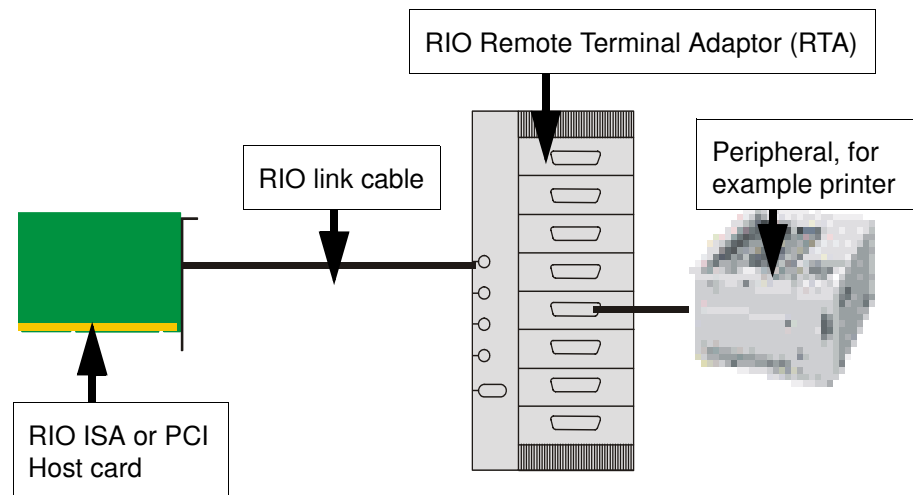 RIO Remote Terminal Adaptor (RTA)
Peripheral, for
example printer
RIO link cable
RIO ISA or PCI
Host card